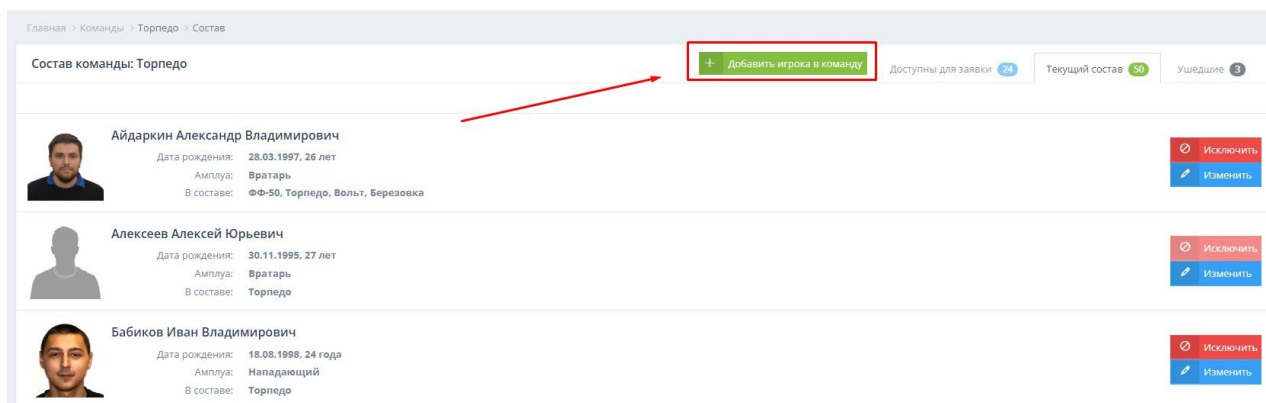 Главная > Команды > Торпедо > Состав
Состав команды: Торпедо
+ Добавить игрока в команду
Доступны для заявки 24
Текущий состав 50
Ушедшие 3
Айдаркин Александр Владимирович
Дата рождения: 28.03.1997, 26 лет
Амплуа: Вратарь
В составе: ФФ-50, Торпедо, Вольт, Березовка
Исключить
Изменить
Алексеев Алексей Юрьевич
Дата рождения: 30.11.1995, 27 лет
Амплуа: Вратарь
В составе: Торпедо
Исключить
Изменить
Бабиков Иван Владимирович
Дата рождения: 18.08.1998, 24 года
Амплуа: Нападающий
В составе: Торпедо
Исключить
Изменить